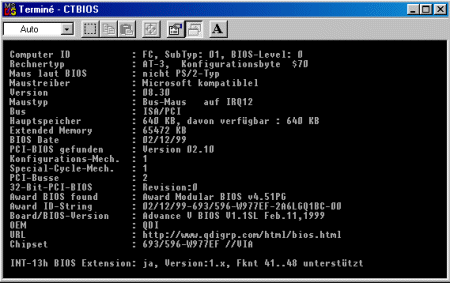 Terminé - CTBIOS
Auto
Computer ID : FC, SubTyp: 01, BIOS-Level: 0
Rechnertyp : AT-3, Konfigurationsbyte $70
Maus laut BIOS : nicht PS/2-Typ
Maustreiber : Microsoft kompatiblel
Version : 08.30
Maustyp : Bus-Maus auf IRQ12
Bus : ISA/PCI
Hauptspeicher : 640 KB, davon verfügbar : 640 KB
Extended Memory : 65472 KB
BIOS Date : 02/12/99
PCI-BIOS gefunden : Version 02.10
Konfigurations-Mech. : 1
Special-Cycle-Mech. : 1
PCI-Busse : 2
32-Bit-PCI-BIOS : Revision:0
Award BIOS found : Award Modular BIOS v4.51PG
Award ID-String : 02/12/99-693/596-W977EF-2A6LGQ1BC-00
Board/BIOS-Version : Advance V BIOS V1.1SL Feb.11,1999
OEM : QDI
URL : http://www.qdigrp.com/html/bios.html
Chipset : 693/596-W977EF //VIA
INT-13h BIOS Extension: ja, Version:1.x, Fknt 41..48 unterstützt